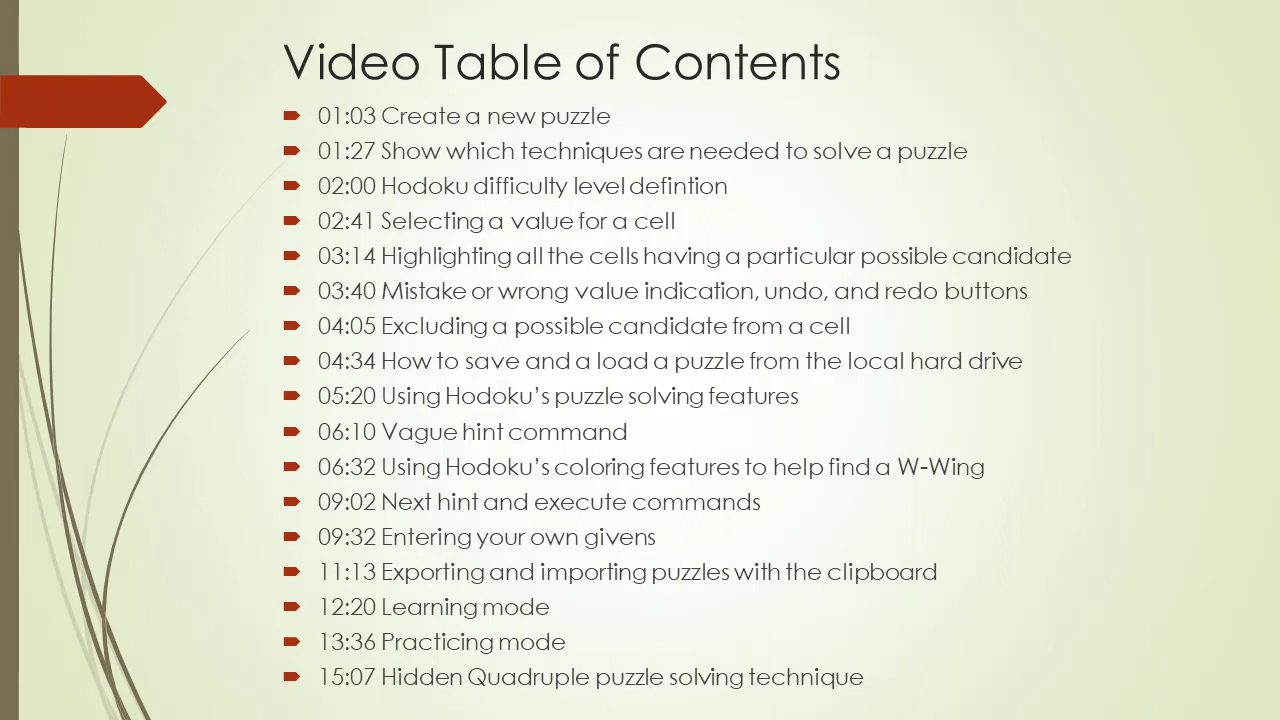 Video Table of Contents
01:03 Create a new puzzle
01:27 Show which techniques are needed to solve a puzzle
02:00 Hodoku difficulty level defintion
02:41 Selecting a value for a cell
03:14 Highlighting all the cells having a particular possible candidate
03:40 Mistake or wrong value indication, undo, and redo buttons
04:05 Excluding a possible candidate from a cell
04:34 How to save and a load a puzzle from the local hard drive
05:20 Using Hodoku’s puzzle solving features
06:10 Vague hint command
06:32 Using Hodoku’s coloring features to help find a W-Wing
09:02 Next hint and execute commands
09:32 Entering your own givens
11:13 Exporting and importing puzzles with the clipboard
12:20 Learning mode
13:36 Practicing mode
15:07 Hidden Quadruple puzzle solving technique